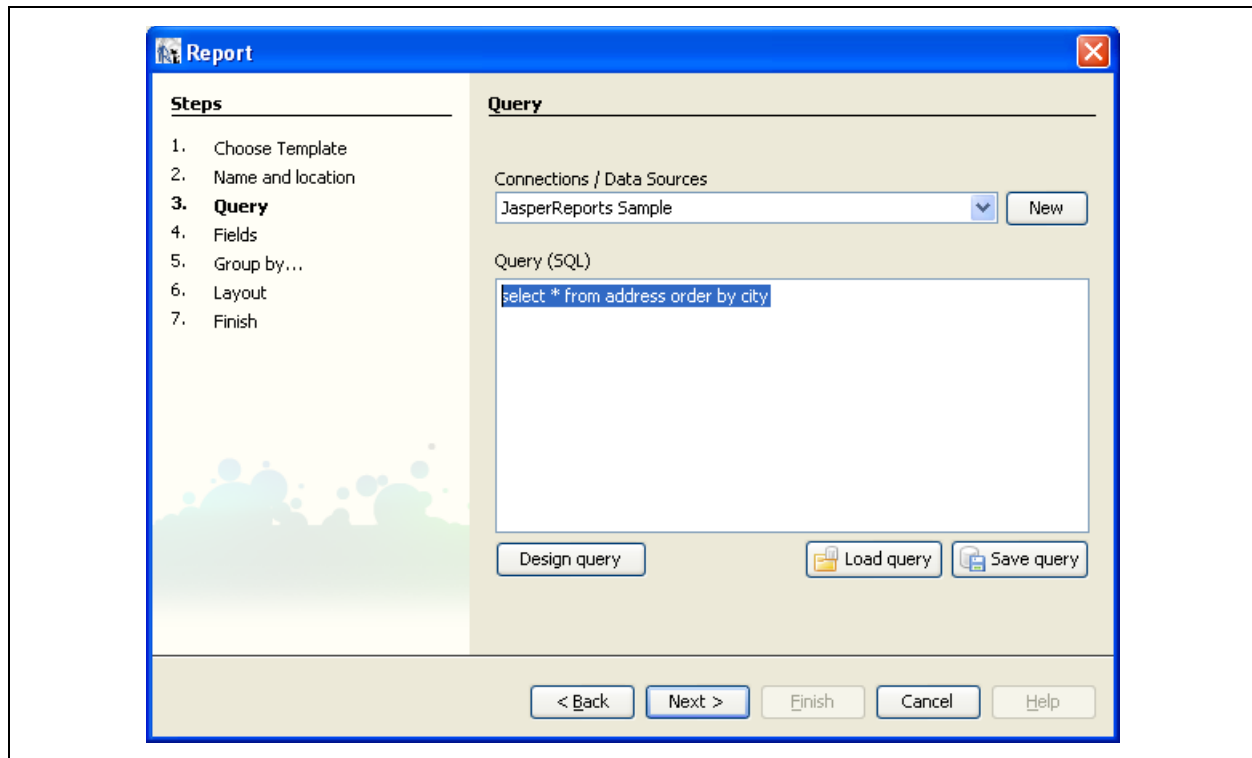 Report
Steps
1. Choose Template
2. Name and location
3. Query
4. Fields
5. Group by...
6. Layout
7. Finish
Query
Connections / Data Sources
JasperReports Sample
New
Query (SQL)
select * from address order by city
Design query
Load query
Save query
< Back
Next >
Finish
Cancel
Help